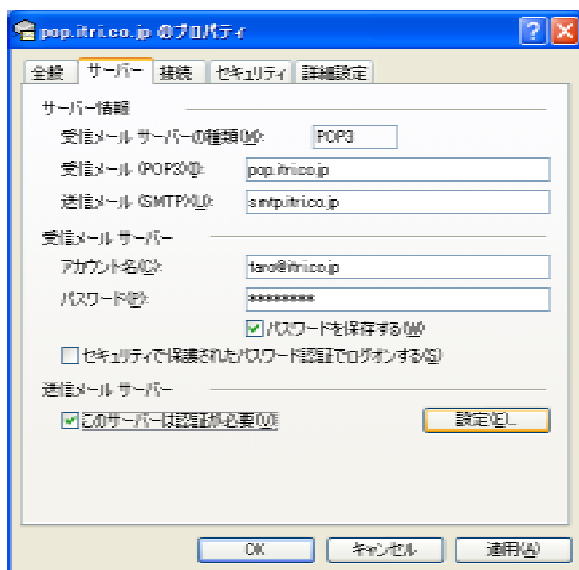 pop.itri.co.jp のプロパティ
全般 サーバー 接続 セキュリティ 詳細設定
サーバー情報
受信メール サーバーの種類(M): POP3
受信メール (POP3)(I): pop.itri.co.jp
送信メール (SMTP)(U): smtp.itri.co.jp
受信メール サーバー
アカウント名(C): taro@itri.co.jp
パスワード(P): ********
パスワードを保存する(W)
セキュリティで保護されたパスワード認証でログオンする(S)
送信メール サーバー
このサーバーは認証が必要(V) 設定(E)...
OK キャンセル 適用(A)